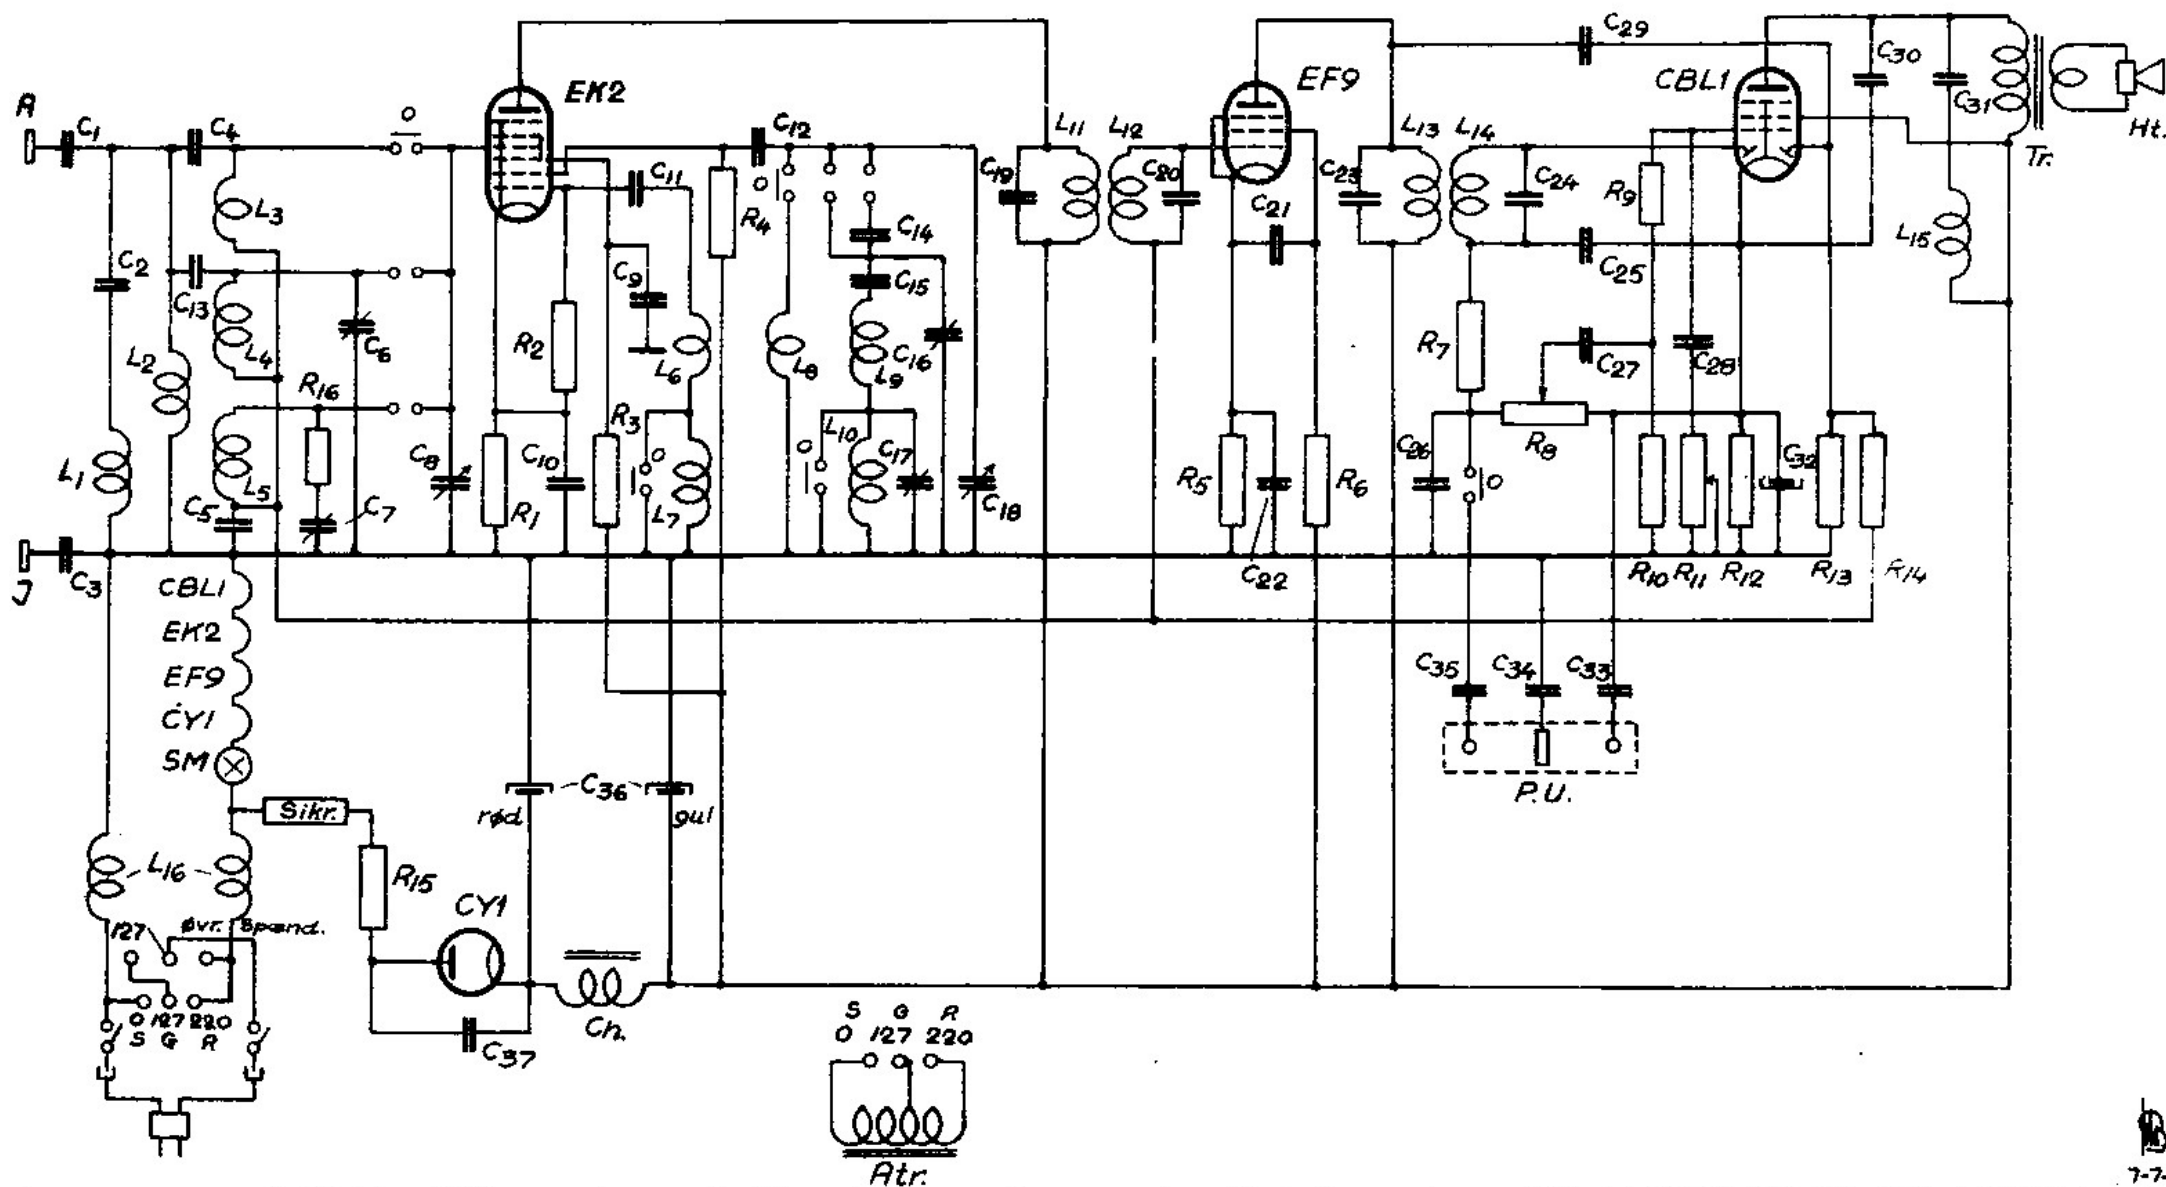 A
C1
C4
O
EK2
C12
C11
R4
L3
C2
C13
L4
C6
L2
R16
L1
L5
C5
C7
C8
R2
R1
C10
C9
R3
L6
L7
O
O
L8
C14
C15
C16
L9
L10
O
C17
C18
J
C3
L11
L12
C19
C20
EF9
C21
R5
C22
R6
C29
L13
L14
C23
C24
C25
R7
C27
R8
C26
O
CBL1
R9
C28
R10
R11
R12
C32
R13
R14
C30
C31
L15
Tr.
Ht.
CBL1
EK2
EF9
CY1
SM
Sikr.
R15
L16
C36
rød
gul
CY1
C37
Ch.
127
øvr. Spænd.
O 127 220
S G R
S G R
O 127 220
Atr.
C35
C34
C33
P.U.
7-7-